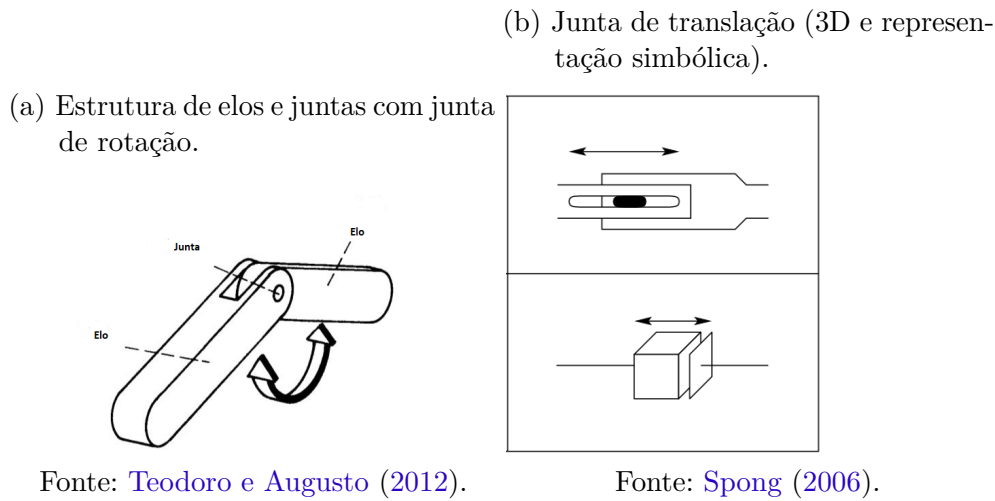 (a) Estrutura de elos e juntas com junta
de rotação.
Elo
Junta
Elo
Fonte: Teodoro e Augusto (2012).
(b) Junta de translação (3D e represen-
tação simbólica).
Fonte: Spong (2006).